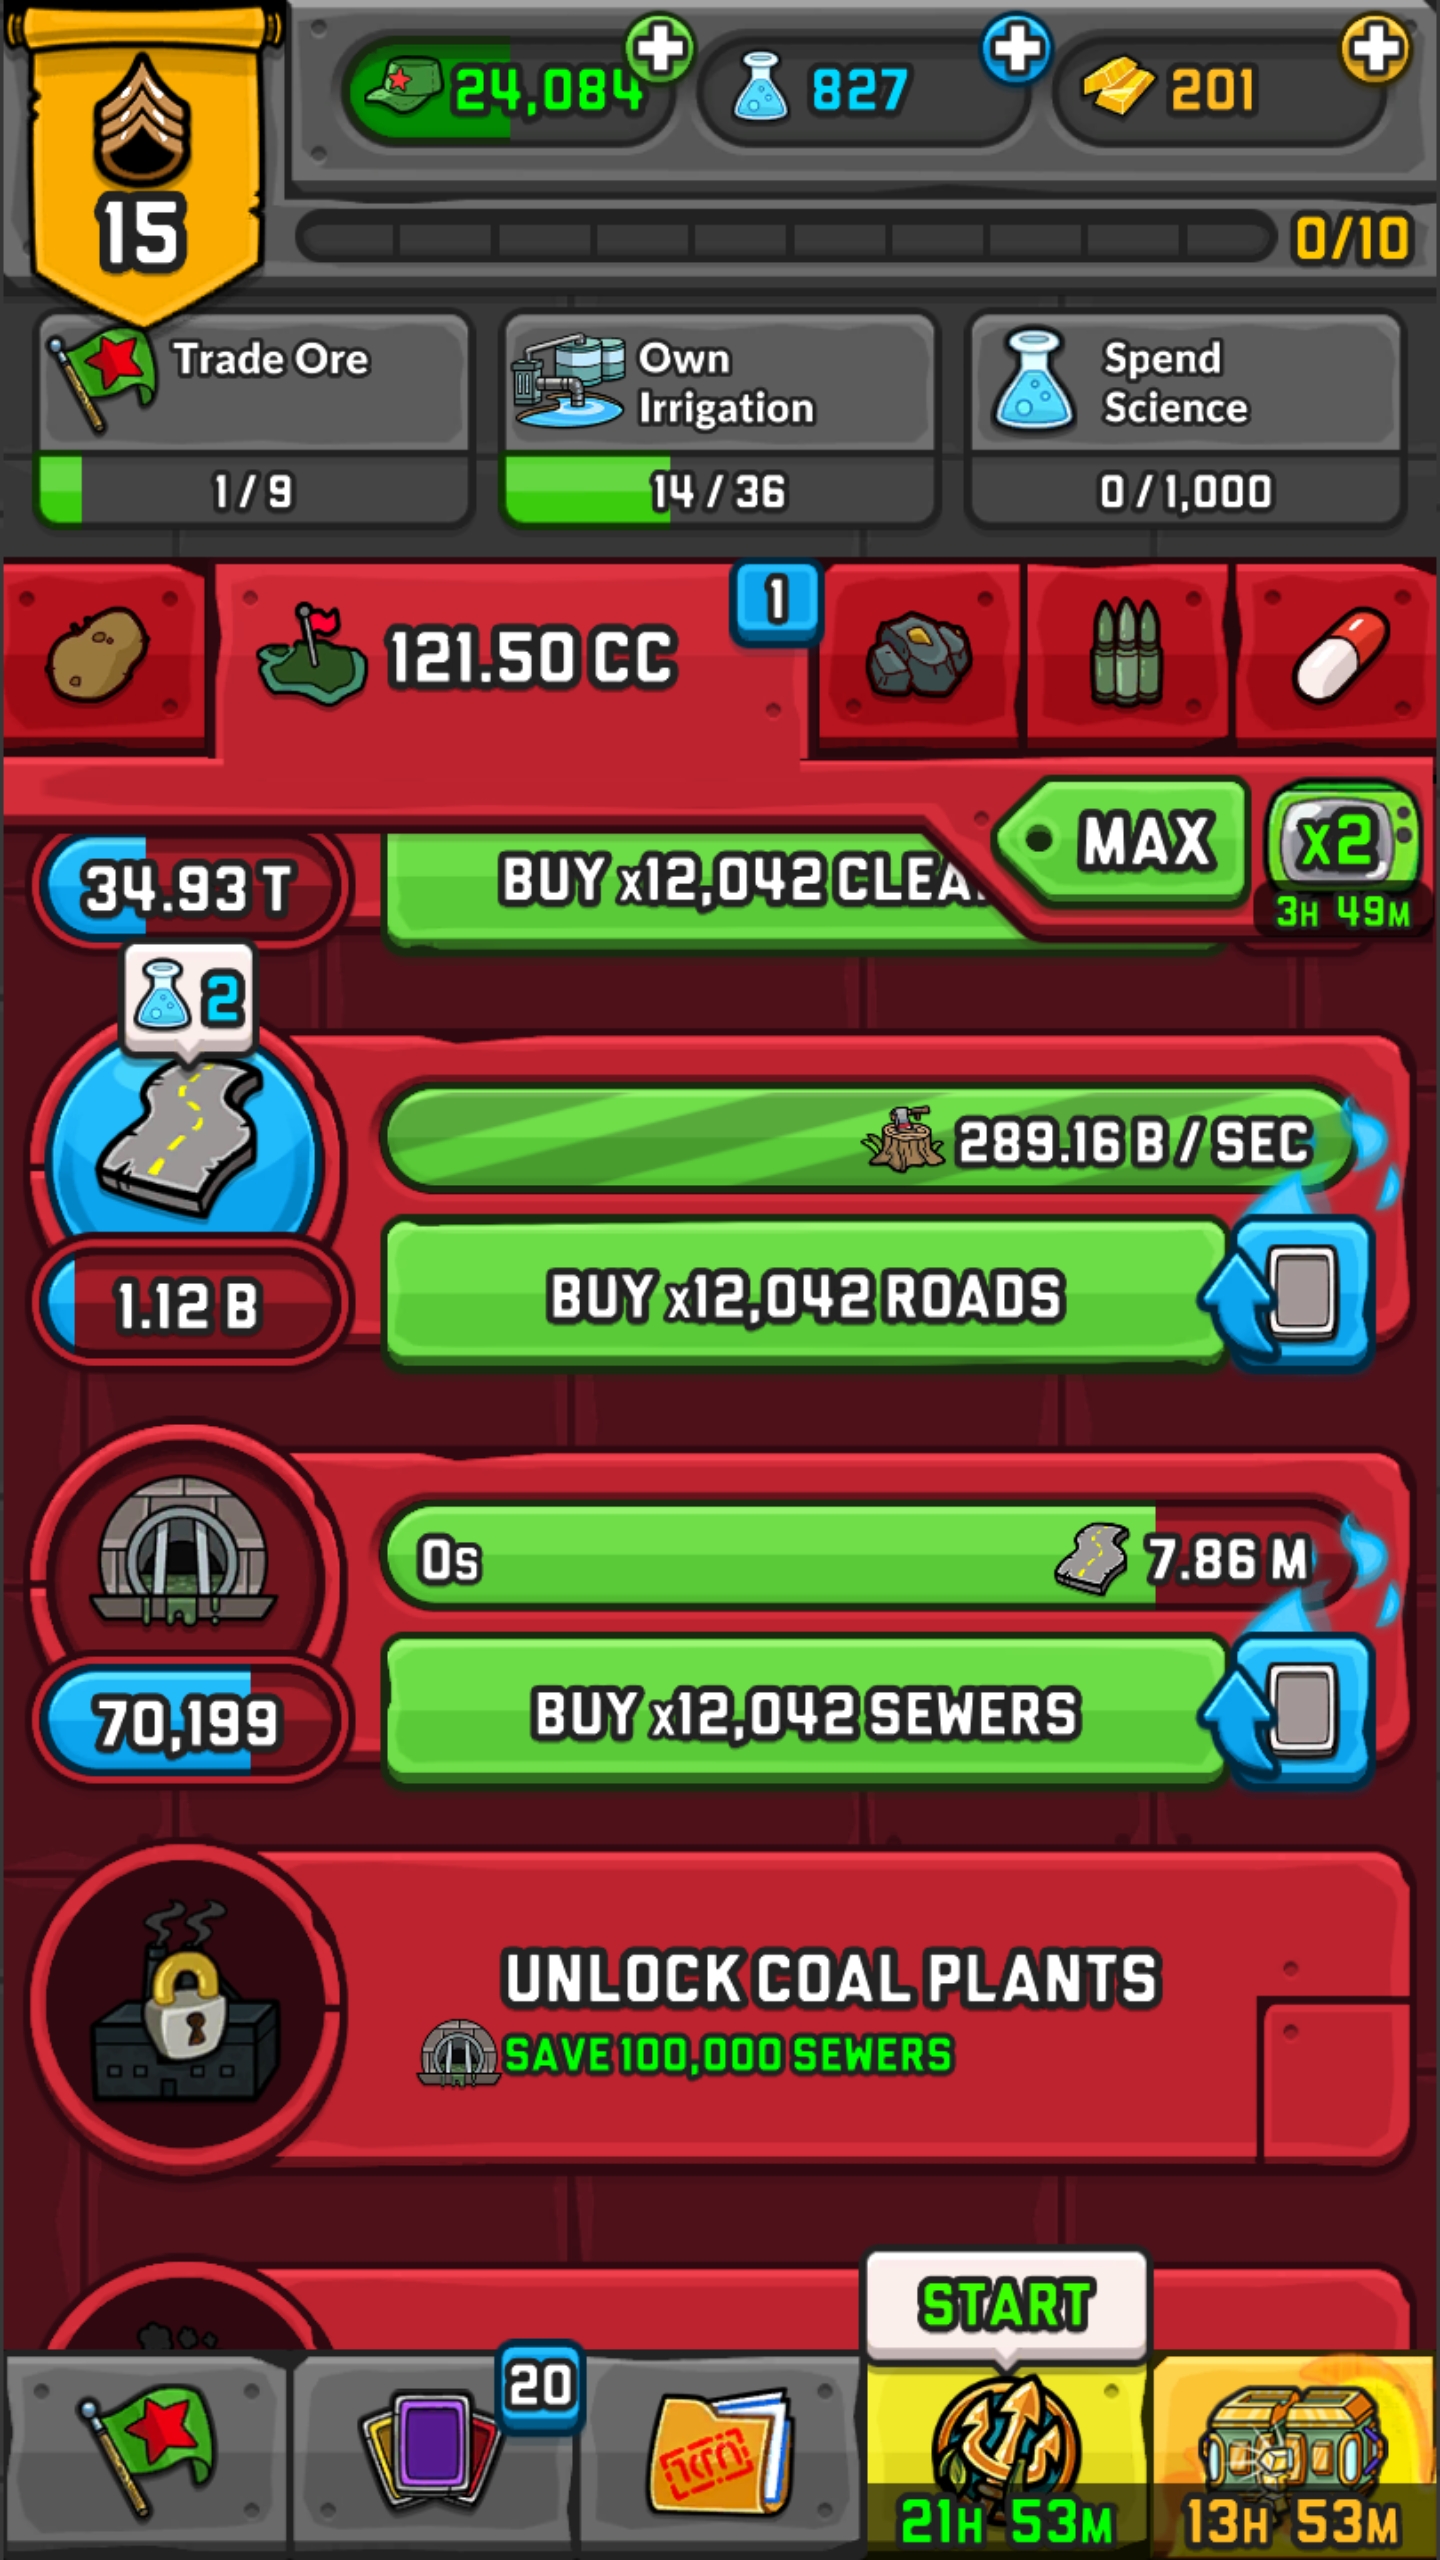 24,084
827
201
15
0/10
Trade Ore
1 / 9
Own
Irrigation
14 / 36
Spend
Science
0 / 1,000
121.50 CC
1
MAX
x2
3H 49M
34.93 T
BUY x12,042 CLEA
2
289.16 B / SEC
1.12 B
BUY x12,042 ROADS
0s
7.86 M
70,199
BUY x12,042 SEWERS
UNLOCK COAL PLANTS
SAVE 100,000 SEWERS
START
20
21H 53M
13H 53M